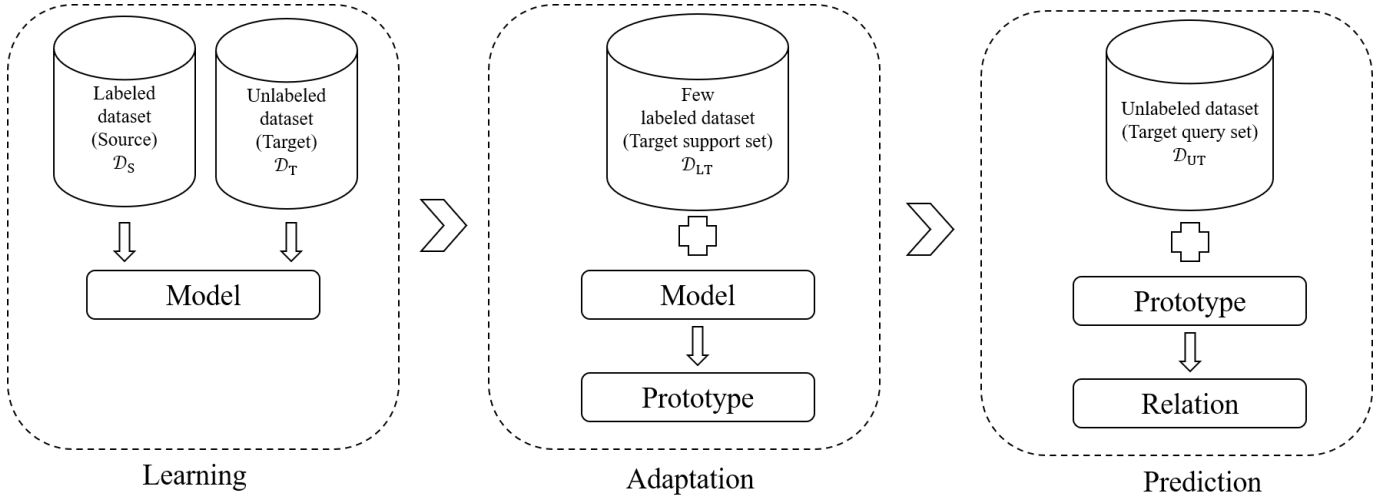 Labeled
dataset
(Source)
𝒟S
Unlabeled
dataset
(Target)
𝒟T
Model
Learning
Few
labeled dataset
(Target support set)
𝒟LT
Model
Prototype
Adaptation
Unlabeled dataset
(Target query set)
𝒟UT
Prototype
Relation
Prediction